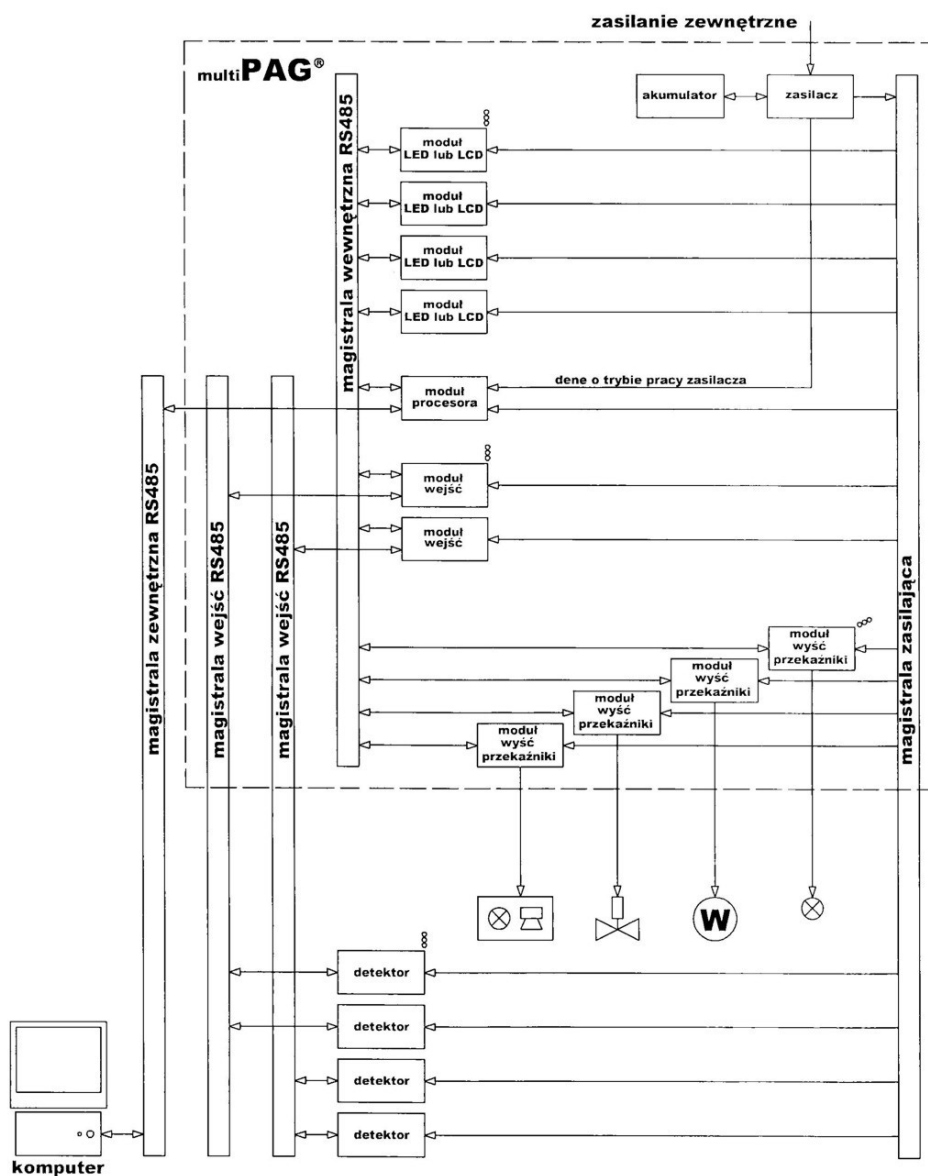 zasilanie zewnętrzne
multiPAG®
akumulator
zasilacz
moduł
LED lub LCD
moduł
LED lub LCD
moduł
LED lub LCD
moduł
LED lub LCD
magistrala wewnętrzna RS485
dene o trybie pracy zasilacza
moduł
procesora
moduł
wejść
moduł
wejść
magistrala zewnętrzna RS485
magistrala wejść RS485
magistrala wejść RS485
magistrala zasilająca
moduł
wyść
przekaźniki
moduł
wyść
przekaźniki
moduł
wyść
przekaźniki
moduł
wyść
przekaźniki
W
detektor
detektor
detektor
detektor
komputer